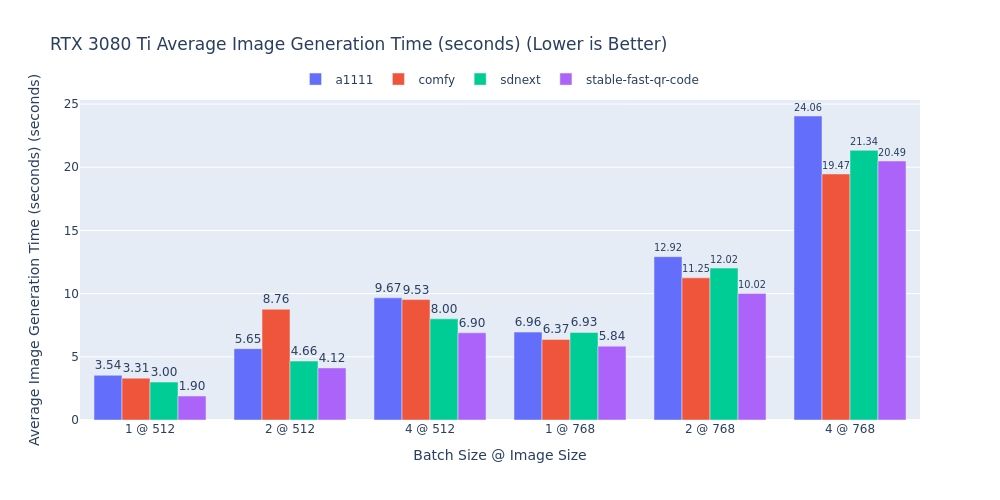 RTX 3080 Ti Average Image Generation Time (seconds) (Lower is Better)
a1111 comfy sdnext stable-fast-qr-code
Average Image Generation Time (seconds) (seconds)
25
20
15
10
5
0
3.54 3.31 3.00 1.90
5.65 8.76 4.66 4.12
9.67 9.53 8.00 6.90
6.96 6.37 6.93 5.84
12.92 11.25 12.02 10.02
24.06 19.47 21.34 20.49
1 @ 512 2 @ 512 4 @ 512 1 @ 768 2 @ 768 4 @ 768
Batch Size @ Image Size